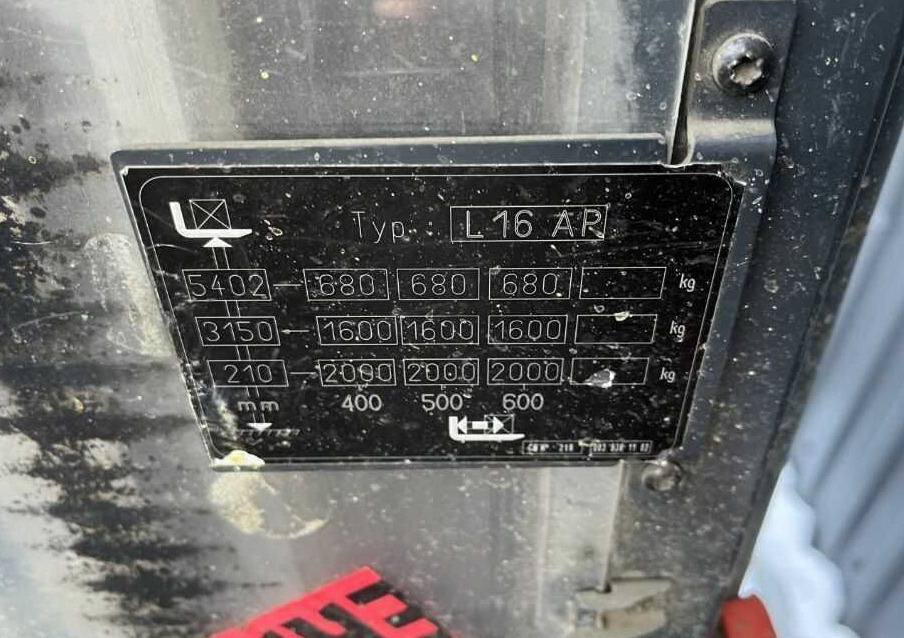 Typ : L 16 AP
5402 680 680 680 kg
3150 1600 1600 1600 kg
210 2000 2000 2000 kg
mm 400 500 600